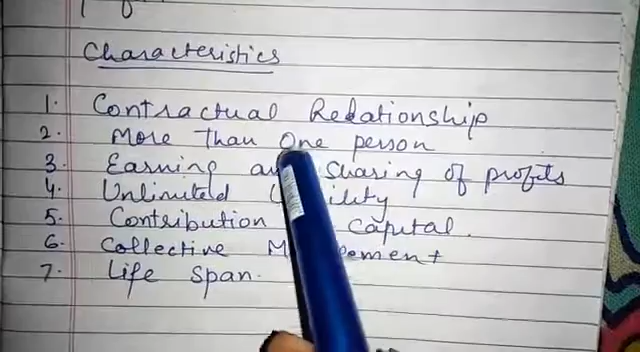 Characteristics
1. Contractual Relationship
2. More than One person
3. Earning Sharing of profits
4. Unlimited
5. Contribution capital.
6. Collective
7. Life Span.